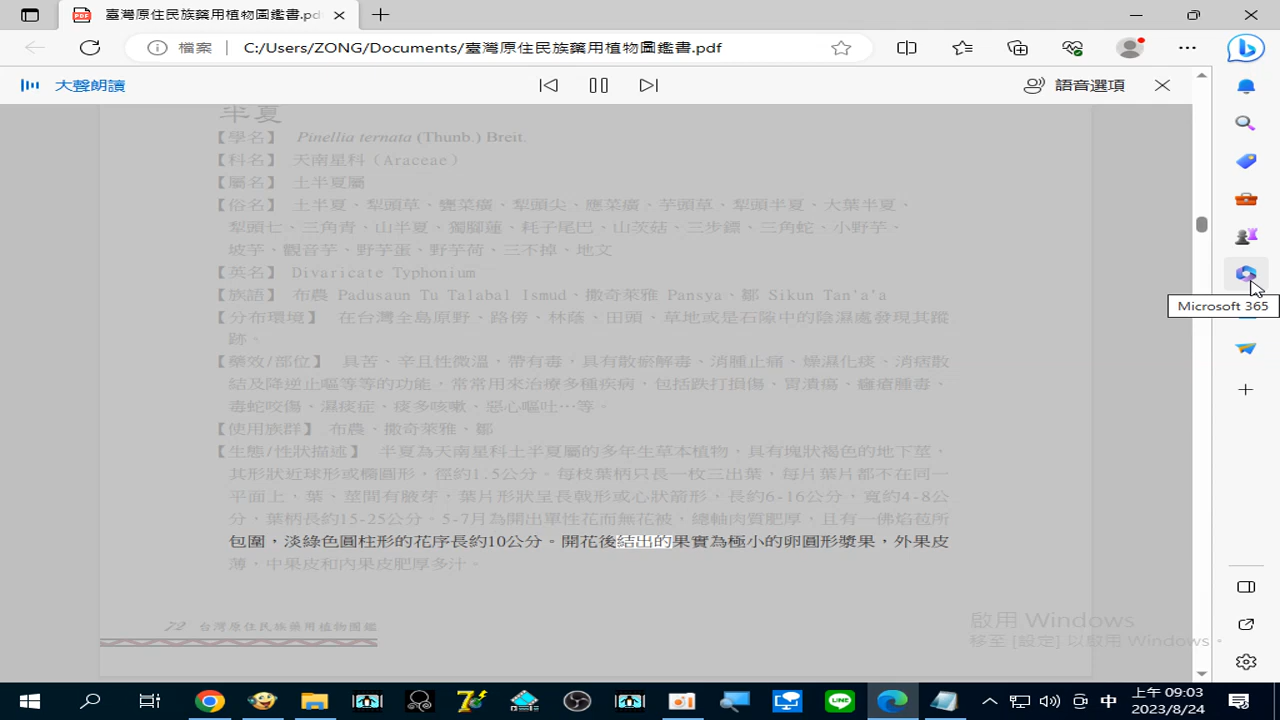 臺灣原住民族藥用植物圖鑑書.pdf
檔案
C:/Users/ZONG/Documents/臺灣原住民族藥用植物圖鑑書.pdf
大聲朗讀
語音選項
半夏
【學名】 Pinellia ternata (Thunb.) Breit.
【科名】 天南星科（Araceae）
【屬名】 土半夏屬
【俗名】 土半夏、犁頭草、甕菜癀、犁頭尖、應菜癀、芋頭草、犁頭半夏、大葉半夏、
犁頭七、三角青、山半夏、獨腳蓮、耗子尾巴、山茨菇、三步鏢、三角蛇、小野芋、
坡芋、觀音芋、野芋蛋、野芋荷、三不掉、地文
【英名】 Divaricate Typhonium
【族語】 布農 Padusaun Tu Talabal Ismud、撒奇萊雅 Pansya、鄒 Sikun Tan'a'a
【分布環境】 在台灣全島原野、路傍、林蔭、田頭、草地或是石隙中的陰濕處發現其蹤
跡。
【藥效/部位】 具苦、辛且性微溫，帶有毒，具有散瘀解毒、消腫止痛、燥濕化痰、消痞散
結及降逆止嘔等等的功能，常常用來治療多種疾病，包括跌打損傷、胃潰瘍、癰瘡腫毒、
毒蛇咬傷、濕痰症、痰多咳嗽、惡心嘔吐…等。
【使用族群】 布農、撒奇萊雅、鄒
【生態/性狀描述】 半夏為天南星科土半夏屬的多年生草本植物，具有塊狀褐色的地下莖，
其形狀近球形或橢圓形，徑約1.5公分。每枝葉柄只長一枚三出葉，每片葉片都不在同一
平面上，葉、莖間有腋芽，葉片形狀呈長戟形或心狀箭形，長約6-16公分，寬約4-8公
分，葉柄長約15-25公分。5-7月為開出單性花而無花被，總軸肉質肥厚，且有一佛焰苞所
包圍，淡綠色圓柱形的花序長約10公分。開花後結出的果實為極小的卵圓形漿果，外果皮
薄，中果皮和內果皮肥厚多汁。
72 台灣原住民族藥用植物圖鑑
啟用 Windows
移至 [設定] 以啟用 Windows。
Microsoft 365
中
上午 09:03
2023/8/24